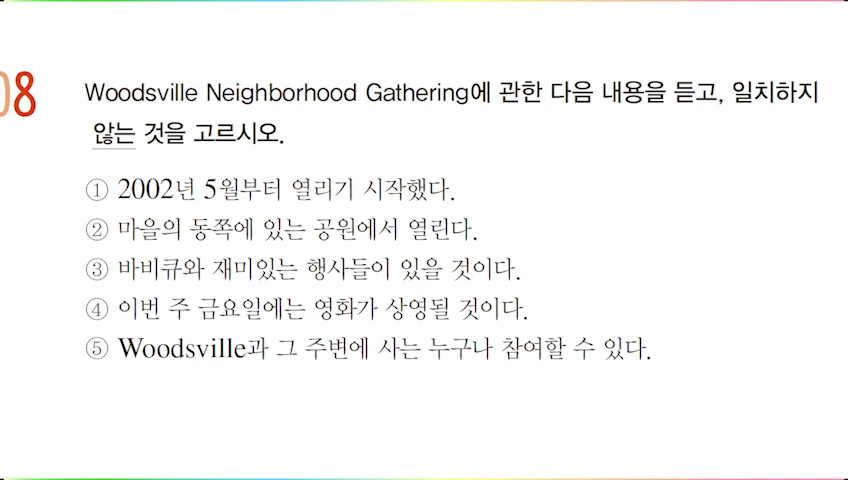 08
Woodsville Neighborhood Gathering에 관한 다음 내용을 듣고, 일치하지
않는 것을 고르시오.
① 2002년 5월부터 열리기 시작했다.
② 마을의 동쪽에 있는 공원에서 열린다.
③ 바비큐와 재미있는 행사들이 있을 것이다.
④ 이번 주 금요일에는 영화가 상영될 것이다.
⑤ Woodsville과 그 주변에 사는 누구나 참여할 수 있다.